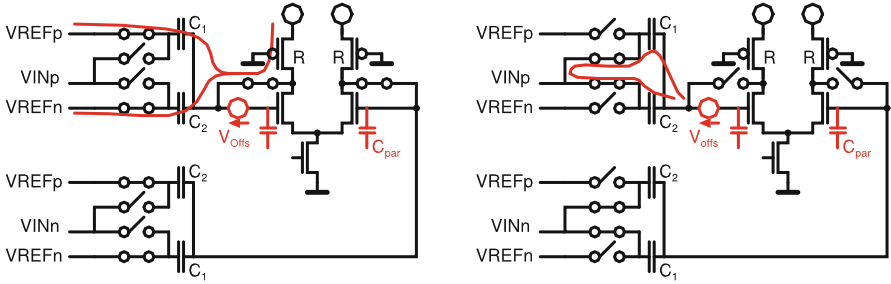 VREFp
C1
R
R
VINp
VREFn
C2
VOffs
Cpar
VREFp
C2
VINn
VREFn
C1
VREFp
C1
R
R
VINp
VREFn
C2
Voffs
Cpar
VREFp
C2
VINn
VREFn
C1